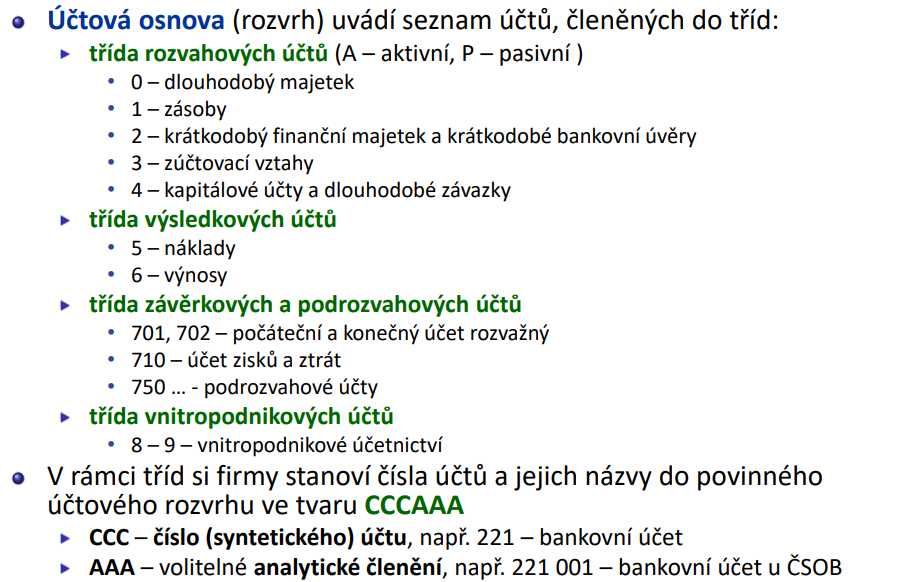 Účtová osnova (rozvrh) uvádí seznam účtů, členěných do tříd:
třída rozvahových účtů (A – aktivní, P – pasivní )
0 – dlouhodobý majetek
1 – zásoby
2 – krátkodobý finanční majetek a krátkodobé bankovní úvěry
3 – zúčtovací vztahy
4 – kapitálové účty a dlouhodobé závazky
třída výsledkových účtů
5 – náklady
6 – výnosy
třída závěrkových a podrozvahových účtů
701, 702 – počáteční a konečný účet rozvažný
710 – účet zisků a ztrát
750 ... - podrozvahové účty
třída vnitropodnikových účtů
8 – 9 – vnitropodnikové účetnictví
V rámci tříd si firmy stanoví čísla účtů a jejich názvy do povinného
účtového rozvrhu ve tvaru CCCAAA
CCC – číslo (syntetického) účtu, např. 221 – bankovní účet
AAA – volitelné analytické členění, např. 221 001 – bankovní účet u ČSOB